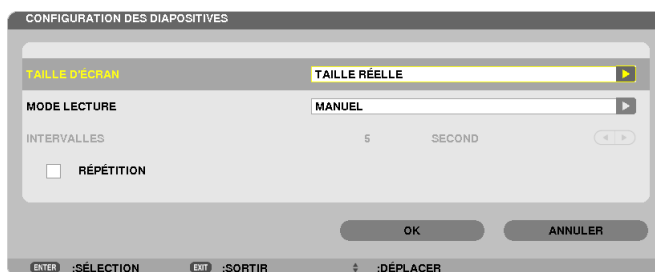 CONFIGURATION DES DIAPOSITIVES
TAILLE D'ÉCRAN TAILLE RÉELLE
MODE LECTURE MANUEL
INTERVALLES 5 SECOND
RÉPÉTITION
OK ANNULER
ENTER :SÉLECTION EXIT :SORTIR :DÉPLACER